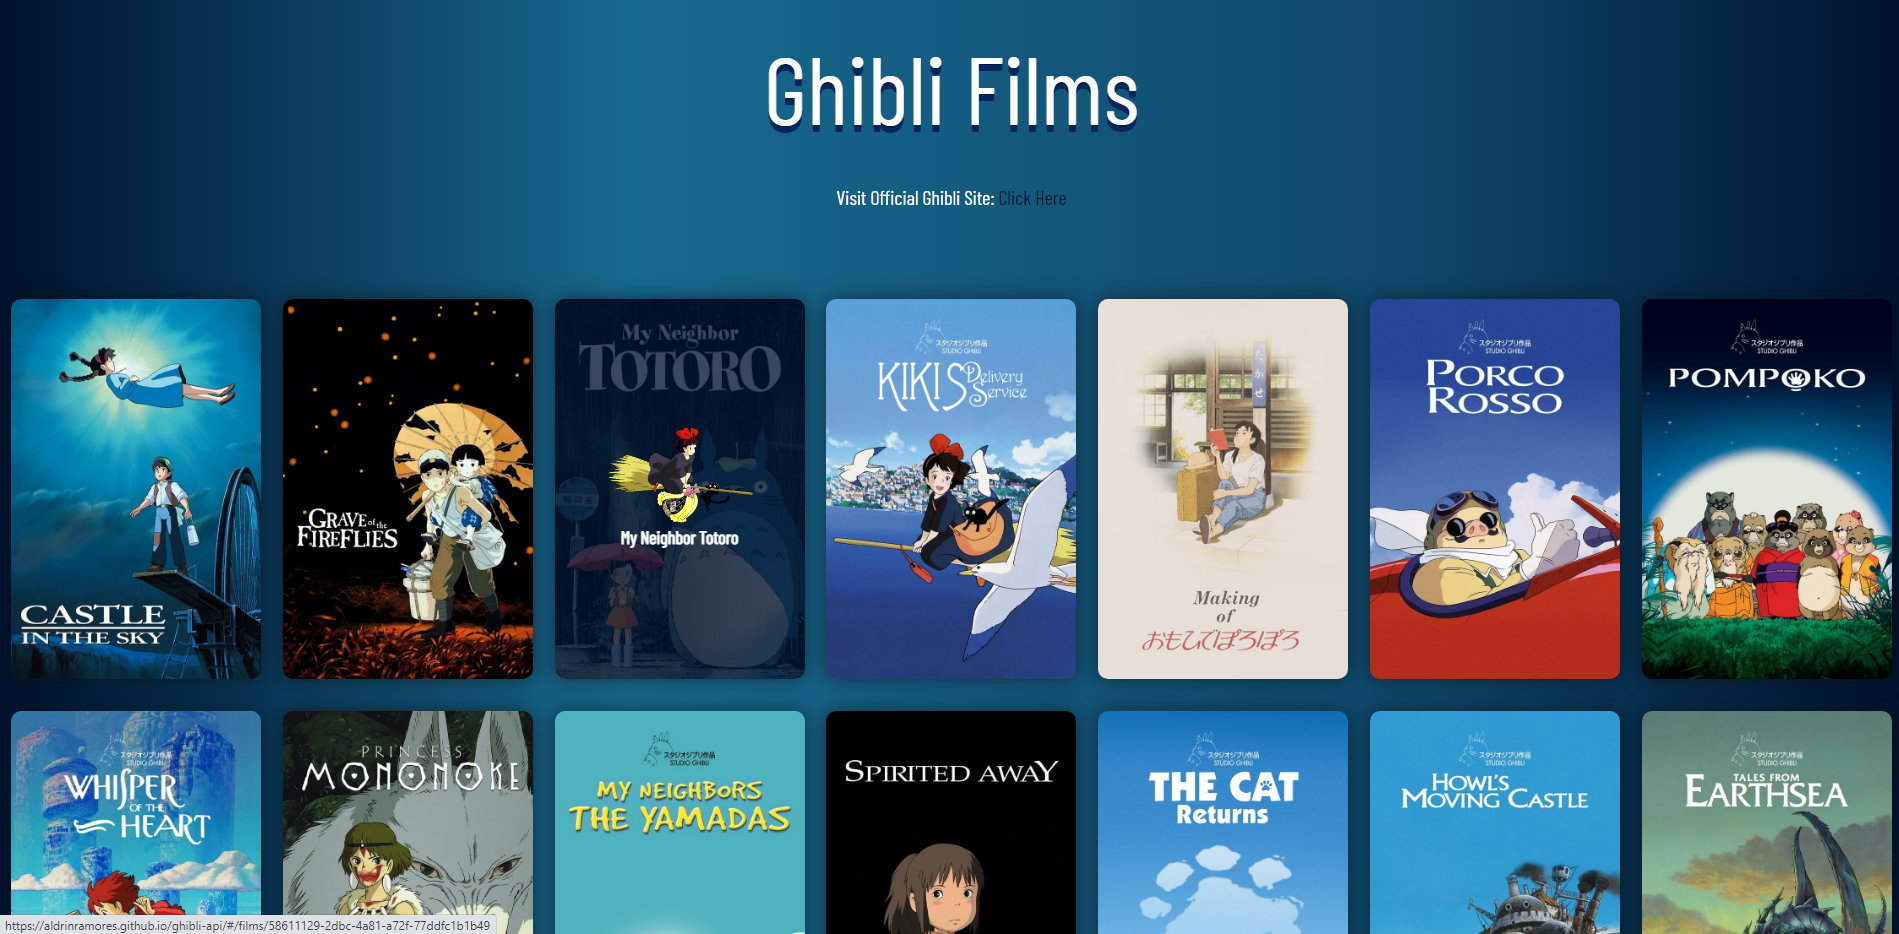 Ghibli Films
Visit Official Ghibli Site: Click Here
CASTLE
IN THE SKY
GRAVE of the
FIREFLIES
My Neighbor
TOTORO
My Neighbor Totoro
スタジオジブリ作品
STUDIO GHIBLI
KIKI'S Delivery
Service
たかせ
Making
of
おもひでぽろぽろ
スタジオジブリ作品
STUDIO GHIBLI
PORCO
ROSSO
スタジオジブリ作品
STUDIO GHIBLI
POMPOKO
スタジオジブリ作品
STUDIO GHIBLI
WHISPER
OF THE
HEART
PRINCESS
MONONOKE
スタジオジブリ作品
STUDIO GHIBLI
MY NEIGHBORS
THE YAMADAS
SPIRITED AWAY
スタジオジブリ作品
STUDIO GHIBLI
THE CAT
Returns
スタジオジブリ作品
STUDIO GHIBLI
HOWL'S
MOVING CASTLE
スタジオジブリ作品
STUDIO GHIBLI
TALES FROM
EARTHSEA
https://aldrinramores.github.io/ghibli-api/#/films/58611129-2dbc-4a81-a72f-77ddfc1b1b49